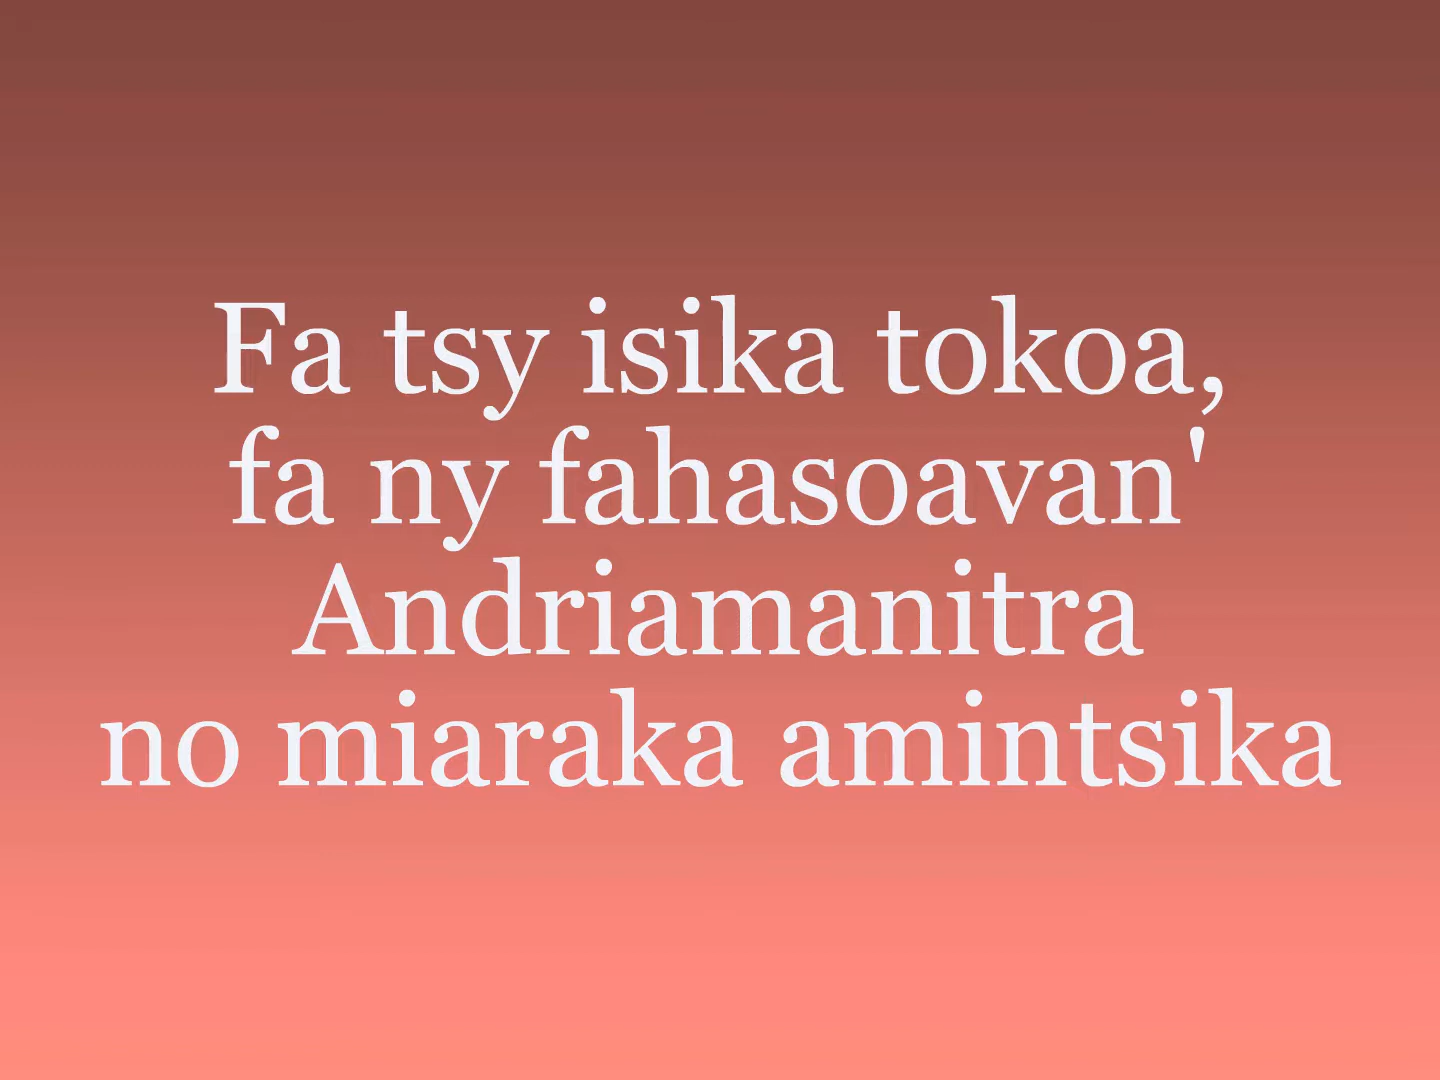 Fa tsy isika tokoa,
fa ny fahasoavan'
Andriamanitra
no miaraka amintsika